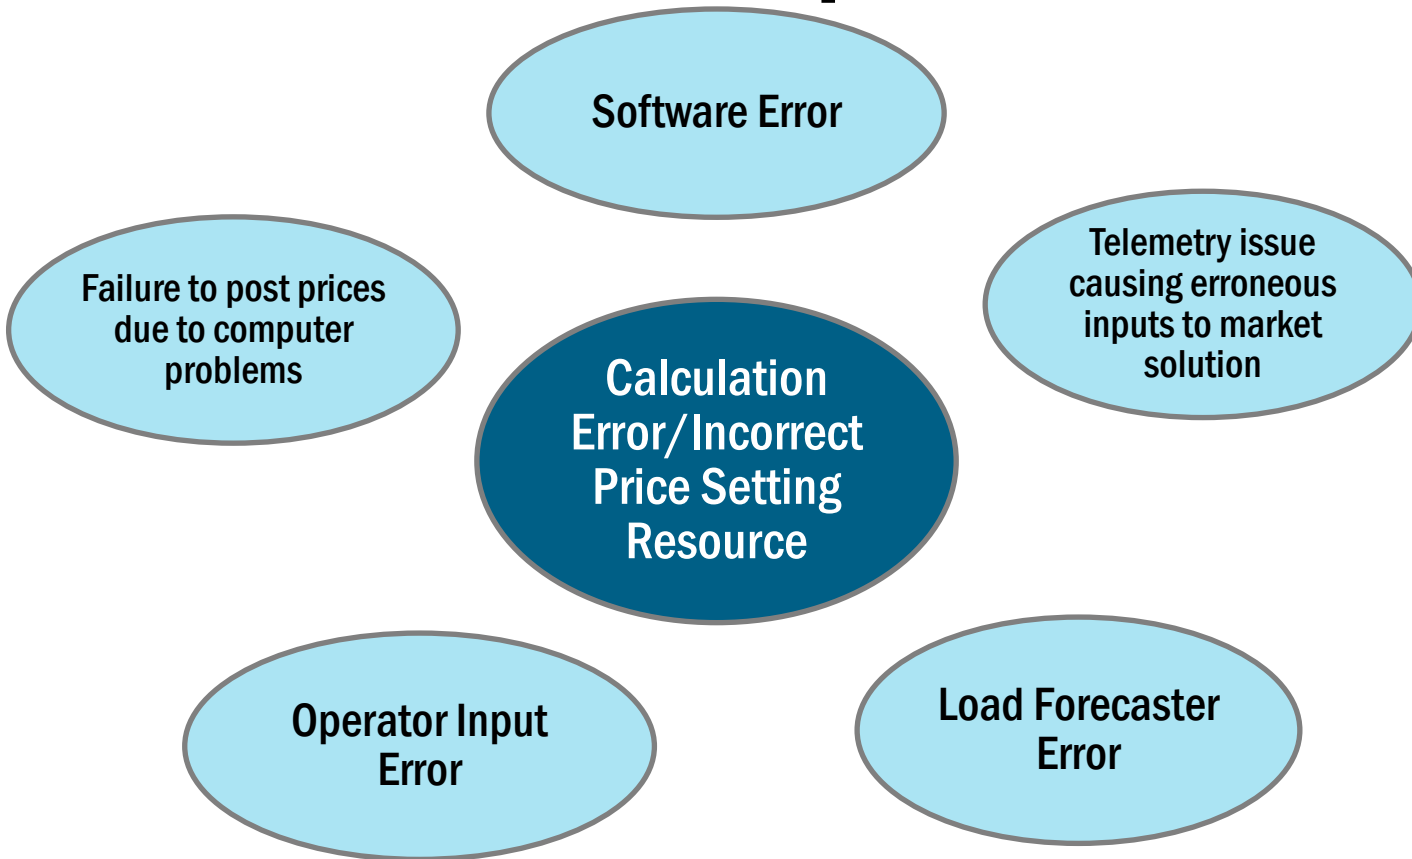 Software Error
Failure to post prices
due to computer
problems
Telemetry issue
causing erroneous
inputs to market
solution
Calculation
Error/Incorrect
Price Setting
Resource
Operator Input
Error
Load Forecaster
Error